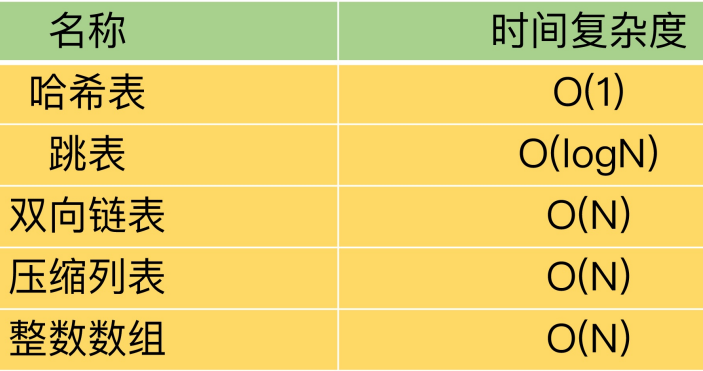 名称 时间复杂度
哈希表 O(1)
跳表 O(logN)
双向链表 O(N)
压缩列表 O(N)
整数数组 O(N)